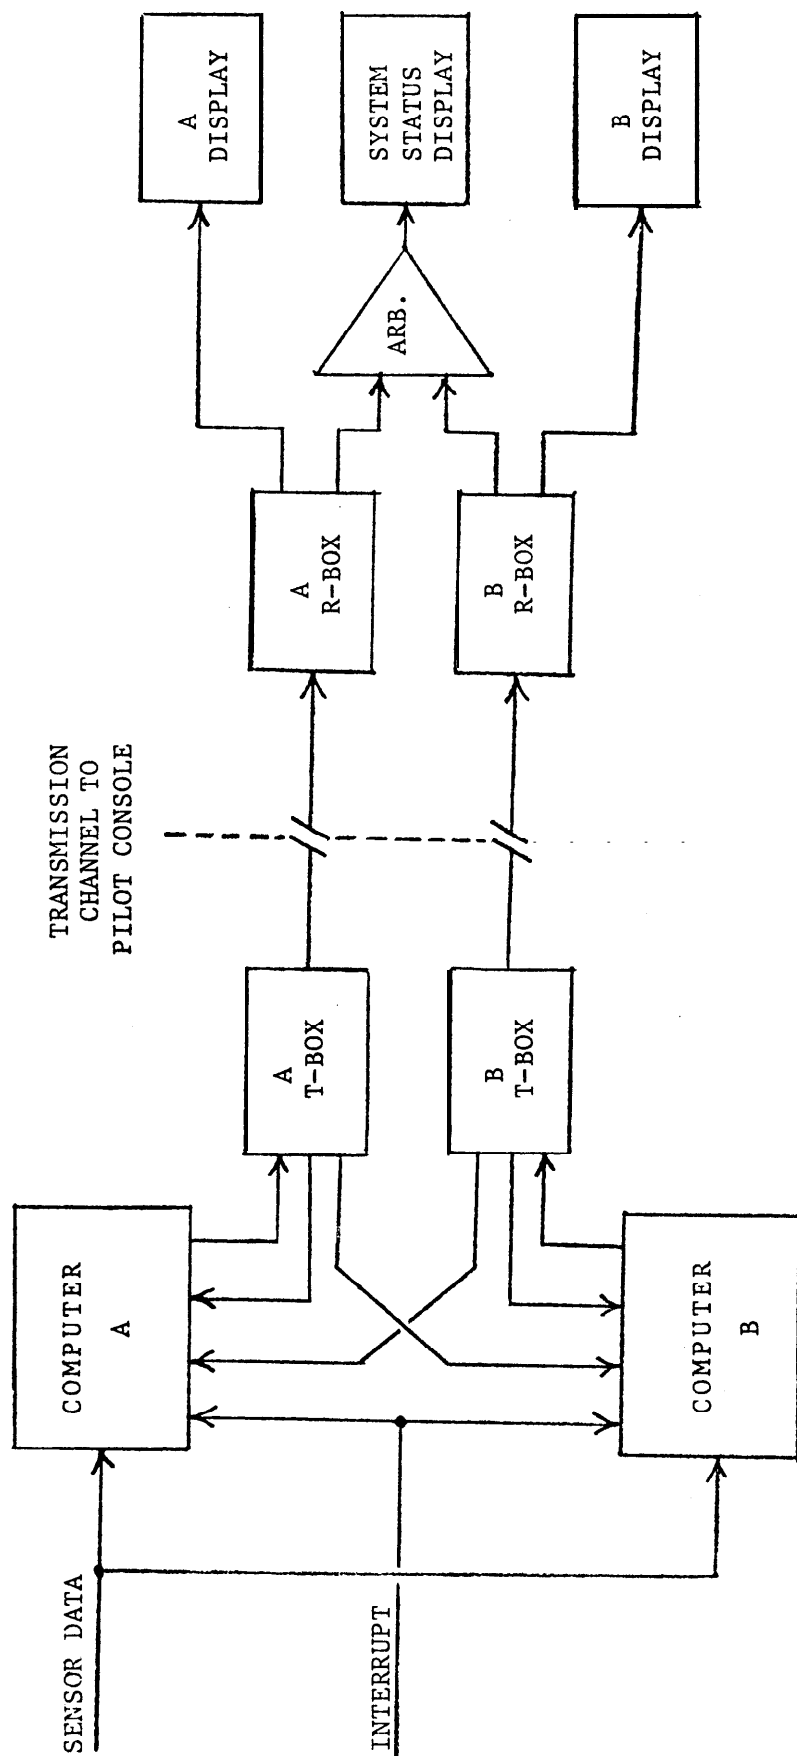 SENSOR DATA
INTERRUPT
COMPUTER
A
COMPUTER
B
A
T-BOX
B
T-BOX
TRANSMISSION
CHANNEL TO
PILOT CONSOLE
A
R-BOX
B
R-BOX
ARB.
A
DISPLAY
SYSTEM
STATUS
DISPLAY
B
DISPLAY